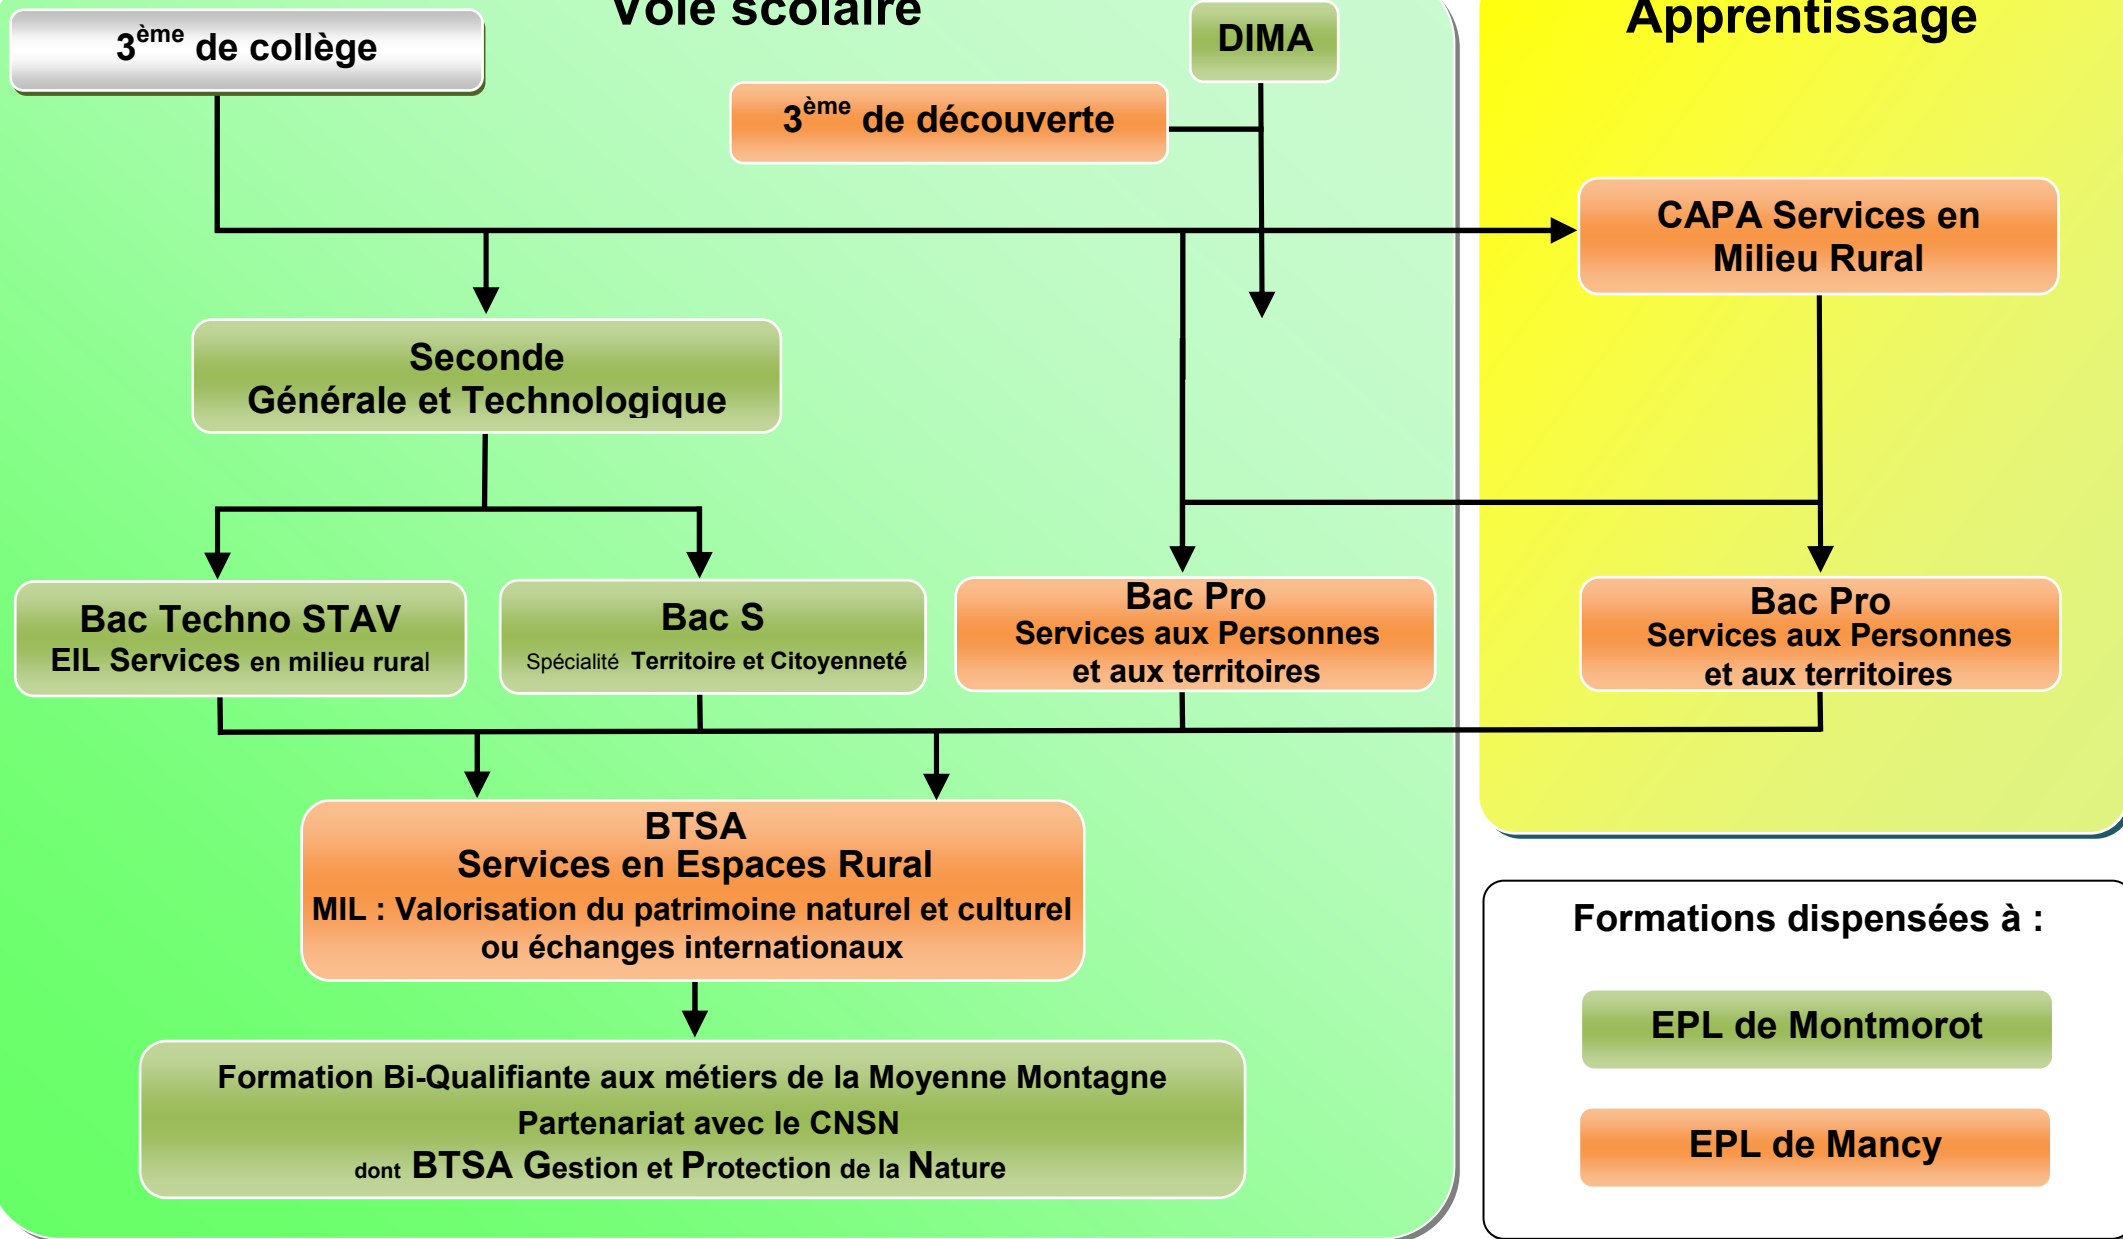 Voie scolaire
Apprentissage
3ème de collège
DIMA
3ème de découverte
CAPA Services en
Milieu Rural
Seconde
Générale et Technologique
Bac Techno STAV
EIL Services en milieu rural
Bac S
Spécialité Territoire et Citoyenneté
Bac Pro
Services aux Personnes
et aux territoires
Bac Pro
Services aux Personnes
et aux territoires
BTSA
Services en Espaces Rural
MIL : Valorisation du patrimoine naturel et culturel
ou échanges internationaux
Formation Bi-Qualifiante aux métiers de la Moyenne Montagne
Partenariat avec le CNSN
dont BTSA Gestion et Protection de la Nature
Formations dispensées à :
EPL de Montmorot
EPL de Mancy